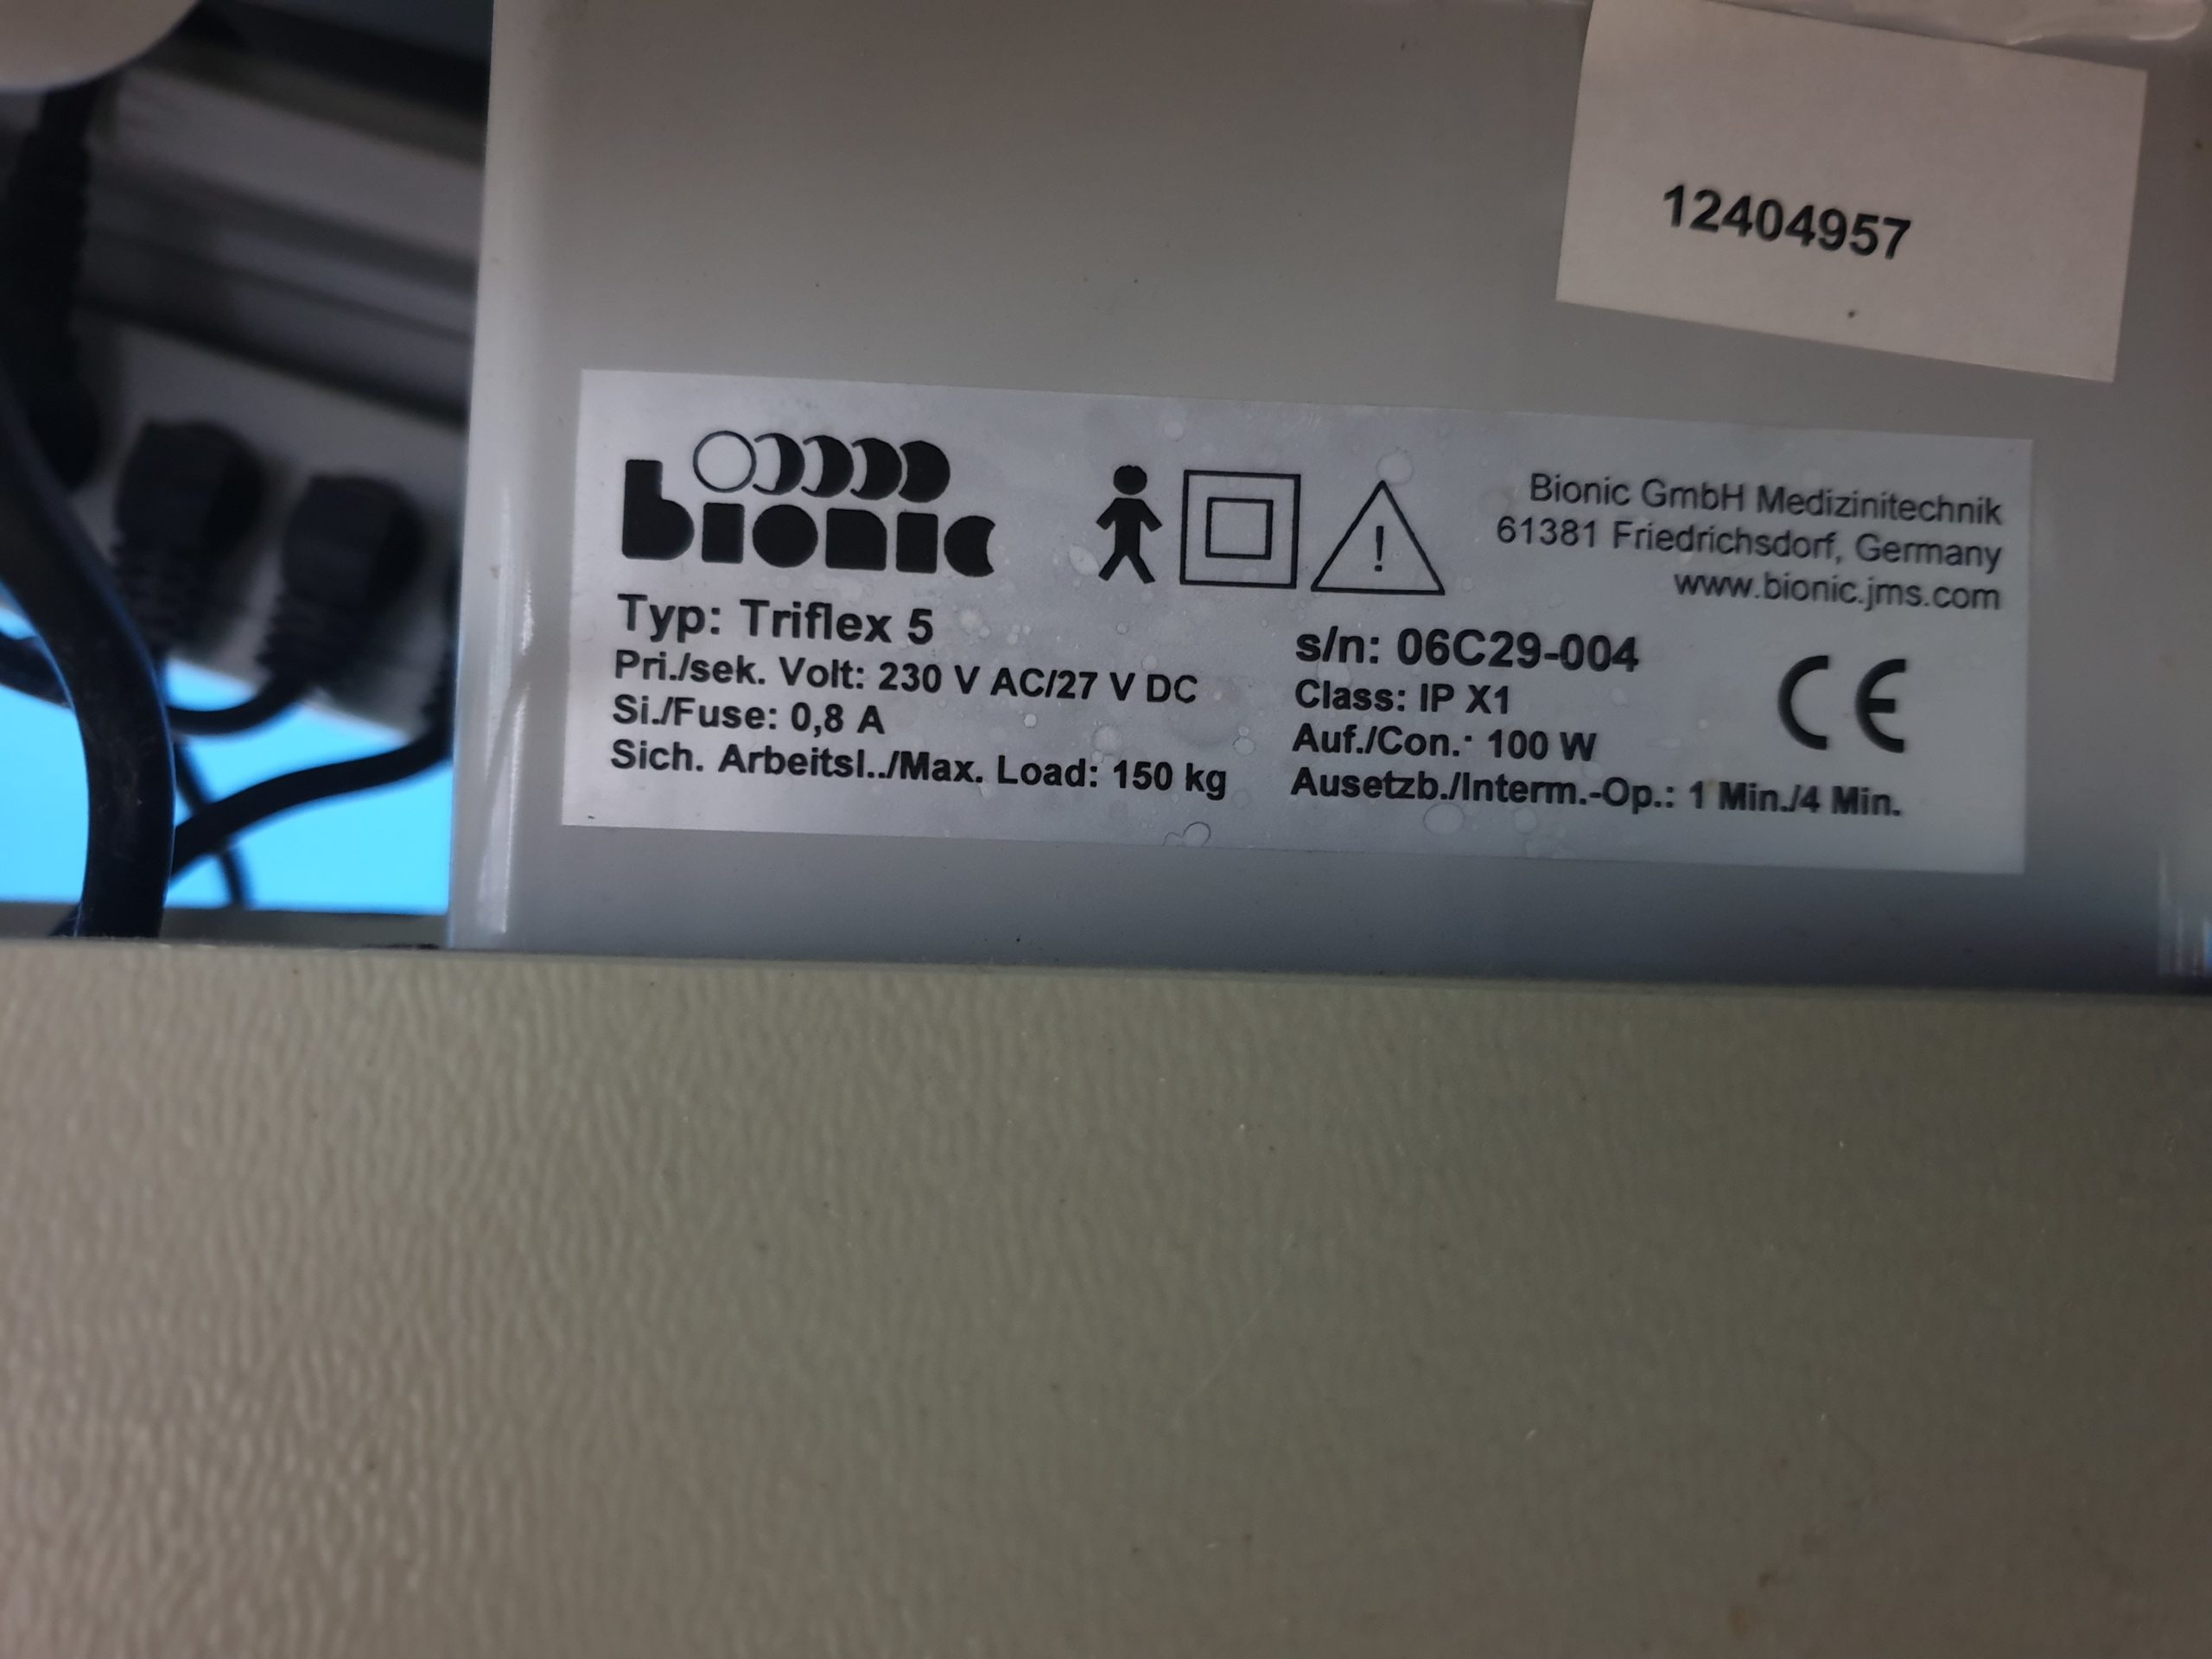 12404957
bionic
Bionic GmbH Medizinitechnik
61381 Friedrichsdorf, Germany
www.bionic.jms.com
Typ: Triflex 5
Pri./sek. Volt: 230 V AC/27 V DC
Si./Fuse: 0,8 A
Sich. Arbeitsl../Max. Load: 150 kg
s/n: 06C29-004
Class: IP X1
Auf./Con.: 100 W
Ausetzb./Interm.-Op.: 1 Min./4 Min.
CE